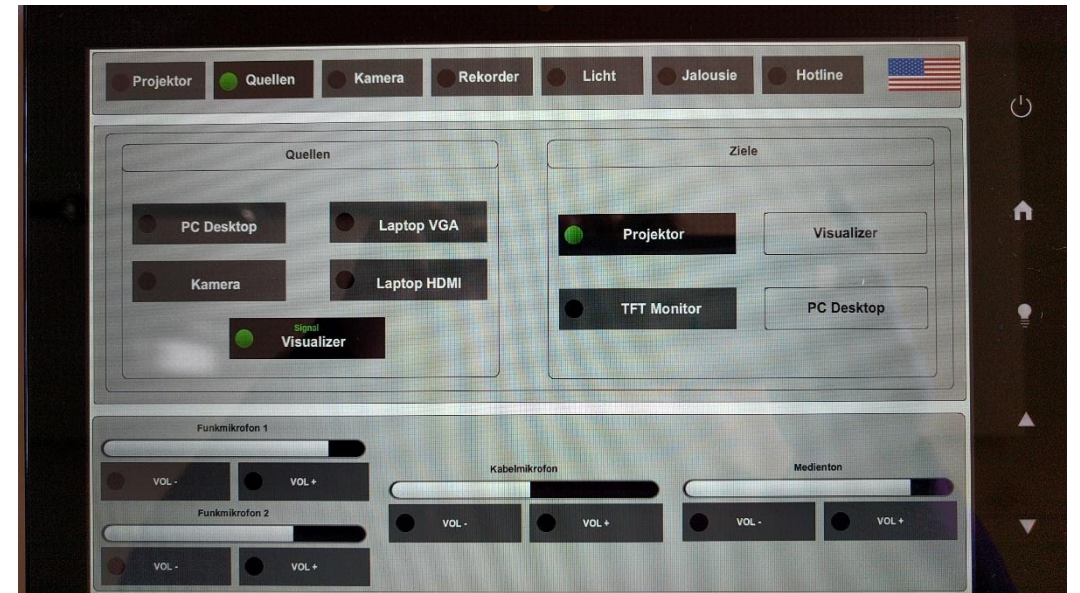 Projektor
Quellen
Kamera
Rekorder
Licht
Jalousie
Hotline
Quellen
PC Desktop
Laptop VGA
Kamera
Laptop HDMI
Signal
Visualizer
Ziele
Projektor
Visualizer
TFT Monitor
PC Desktop
Funkmikrofon 1
VOL -
VOL +
Funkmikrofon 2
VOL -
VOL +
Kabelmikrofon
VOL -
VOL +
Medienton
VOL -
VOL +